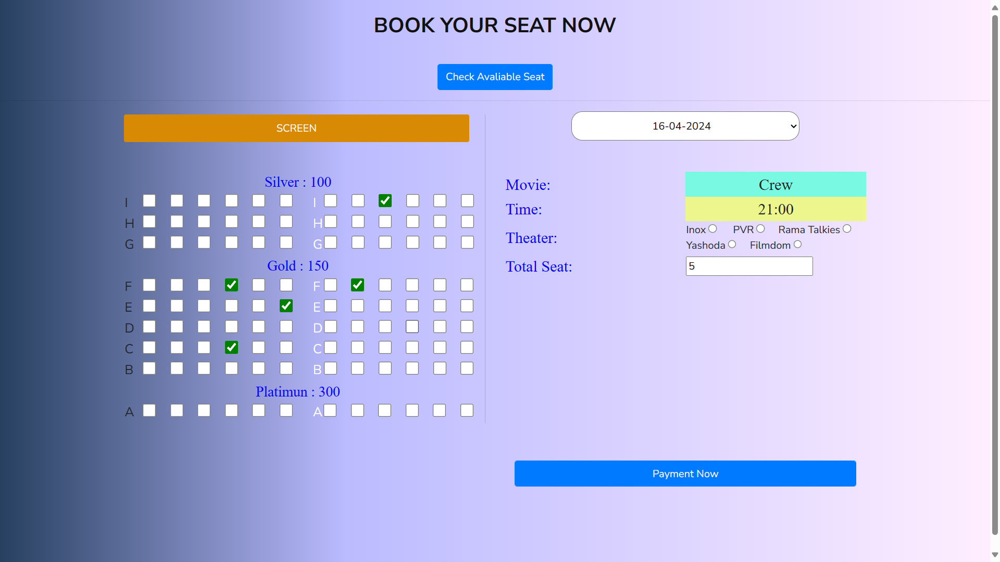 BOOK YOUR SEAT NOW
Check Avaliable Seat
SCREEN
Silver : 100
I I
H H
G G
Gold : 150
F F
E E
D D
C C
B B
Platimun : 300
A A
16-04-2024
Movie: Crew
Time: 21:00
Theater: Inox PVR Rama Talkies
Yashoda Filmdom
Total Seat: 5
Payment Now